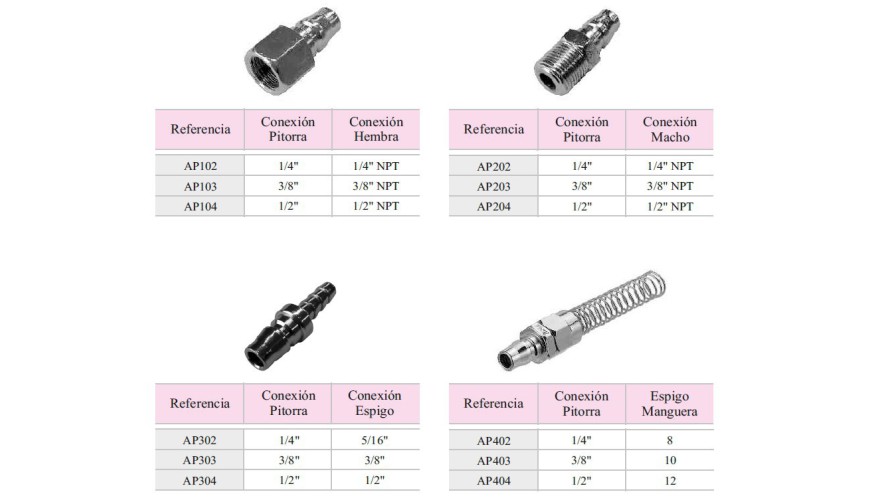 Referencia Conexión Pitorra Conexión Hembra
AP102 1/4" 1/4" NPT
AP103 3/8" 3/8" NPT
AP104 1/2" 1/2" NPT
Referencia Conexión Pitorra Conexión Macho
AP202 1/4" 1/4" NPT
AP203 3/8" 3/8" NPT
AP204 1/2" 1/2" NPT
Referencia Conexión Pitorra Conexión Espigo
AP302 1/4" 5/16"
AP303 3/8" 3/8"
AP304 1/2" 1/2"
Referencia Conexión Pitorra Espigo Manguera
AP402 1/4" 8
AP403 3/8" 10
AP404 1/2" 12